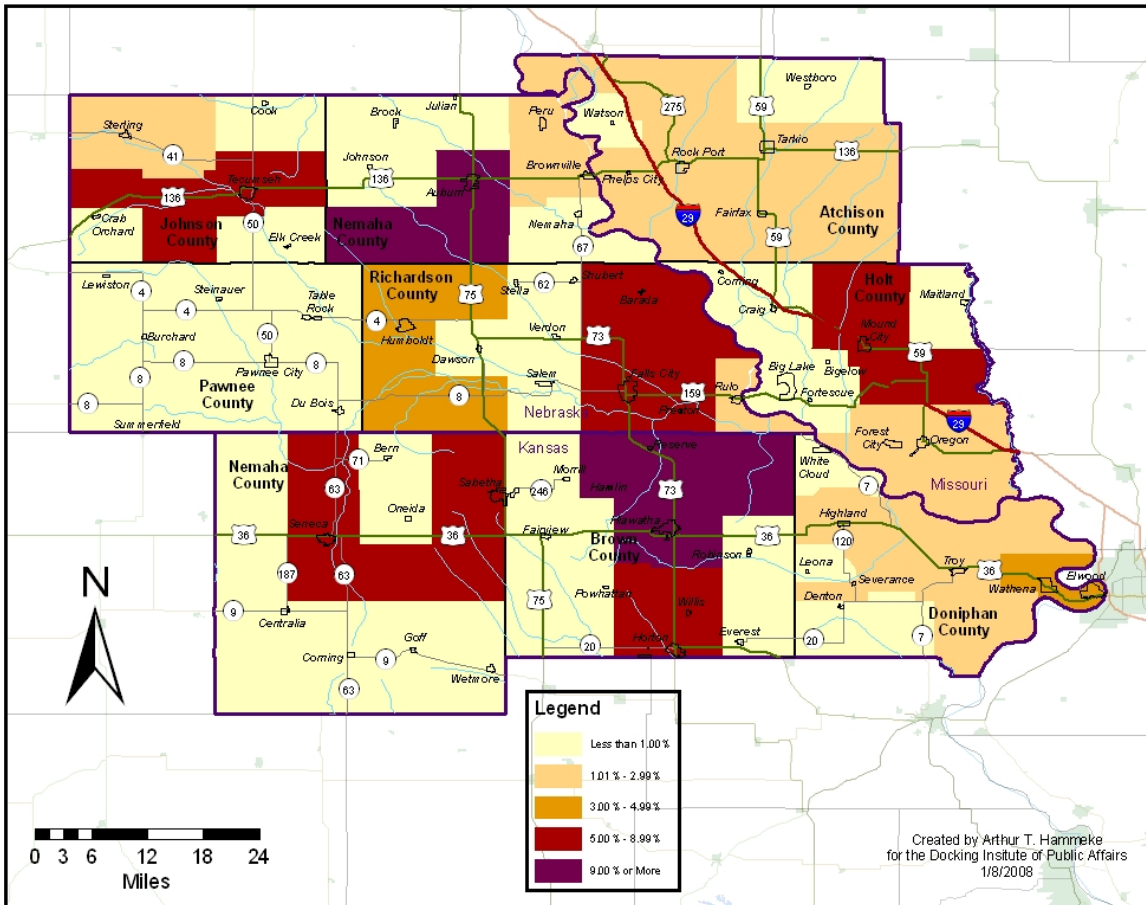 Westboro
Julian
Cook
Brock
Peru
Watson
275
59
Sterling
Tarkio
41
Johnson
Brownville
Rock Port
136
Tecumseh
136
136
Auburn
Phelps City
Crab
Orchard
Johnson
County
50
Elk Creek
Nemaha
County
Nemaha
67
29
Fairfax
59
Atchison
County
Lewiston
4
Steinauer
Table
Rock
Richardson
County
75
Stella
62
Shubert
Barada
Corning
Craig
Holt
County
Maitland
4
4
Humboldt
Verdon
73
Mound
City
Burchard
50
Dawson
59
8
8
Pawnee City
8
Salem
Falls City
Big Lake
Bigelow
8
Pawnee
County
Du Bois
8
159
Rulo
Fortescue
8
Summerfield
Nebrask
Preston
29
Forest
City
Oregon
Nemaha
County
71
Bern
Kansas
Reserve
White
Cloud
Missouri
63
Sabetha
Morrill
246
Hamlin
73
7
Oneida
Highland
36
Seneca
36
Fairview
Hiawatha
Brown
County
Robinson
36
120
Leona
Troy
36
187
63
Severance
Wathena
Elwood
9
Centralia
75
Powhattan
Willis
Denton
Doniphan
County
Goff
Corning
9
20
Horton
Everest
20
7
63
Wetmore
N
Legend
Less than 1.00%
1.01% - 2.99%
3.00% - 4.99%
5.00% - 8.99%
9.00% or More
0 3 6 12 18 24
Miles
Created by Arthur T. Hammeke
for the Docking Insitute of Public Affairs
1/8/2008